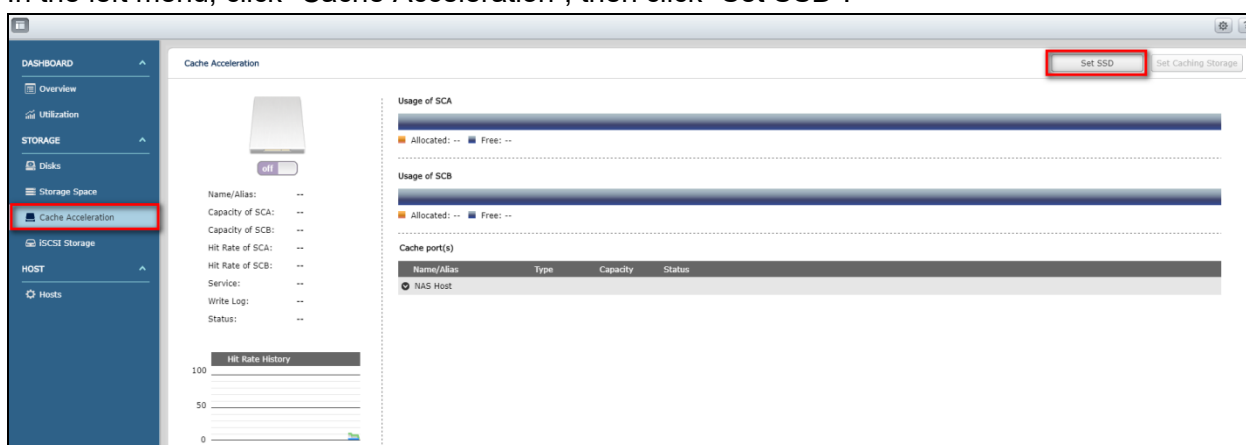 In the left menu, click "Cache Acceleration", then click "Set SSD".
DASHBOARD
Overview
Utilization
STORAGE
Disks
Storage Space
Cache Acceleration
iSCSI Storage
HOST
Hosts
Cache Acceleration
Set SSD
Set Caching Storage
off
Name/Alias: --
Capacity of SCA: --
Capacity of SCB: --
Hit Rate of SCA: --
Hit Rate of SCB: --
Service: --
Write Log: --
Status: --
Hit Rate History
100
50
0
Usage of SCA
Allocated: -- Free: --
Usage of SCB
Allocated: -- Free: --
Cache port(s)
Name/Alias Type Capacity Status
NAS Host